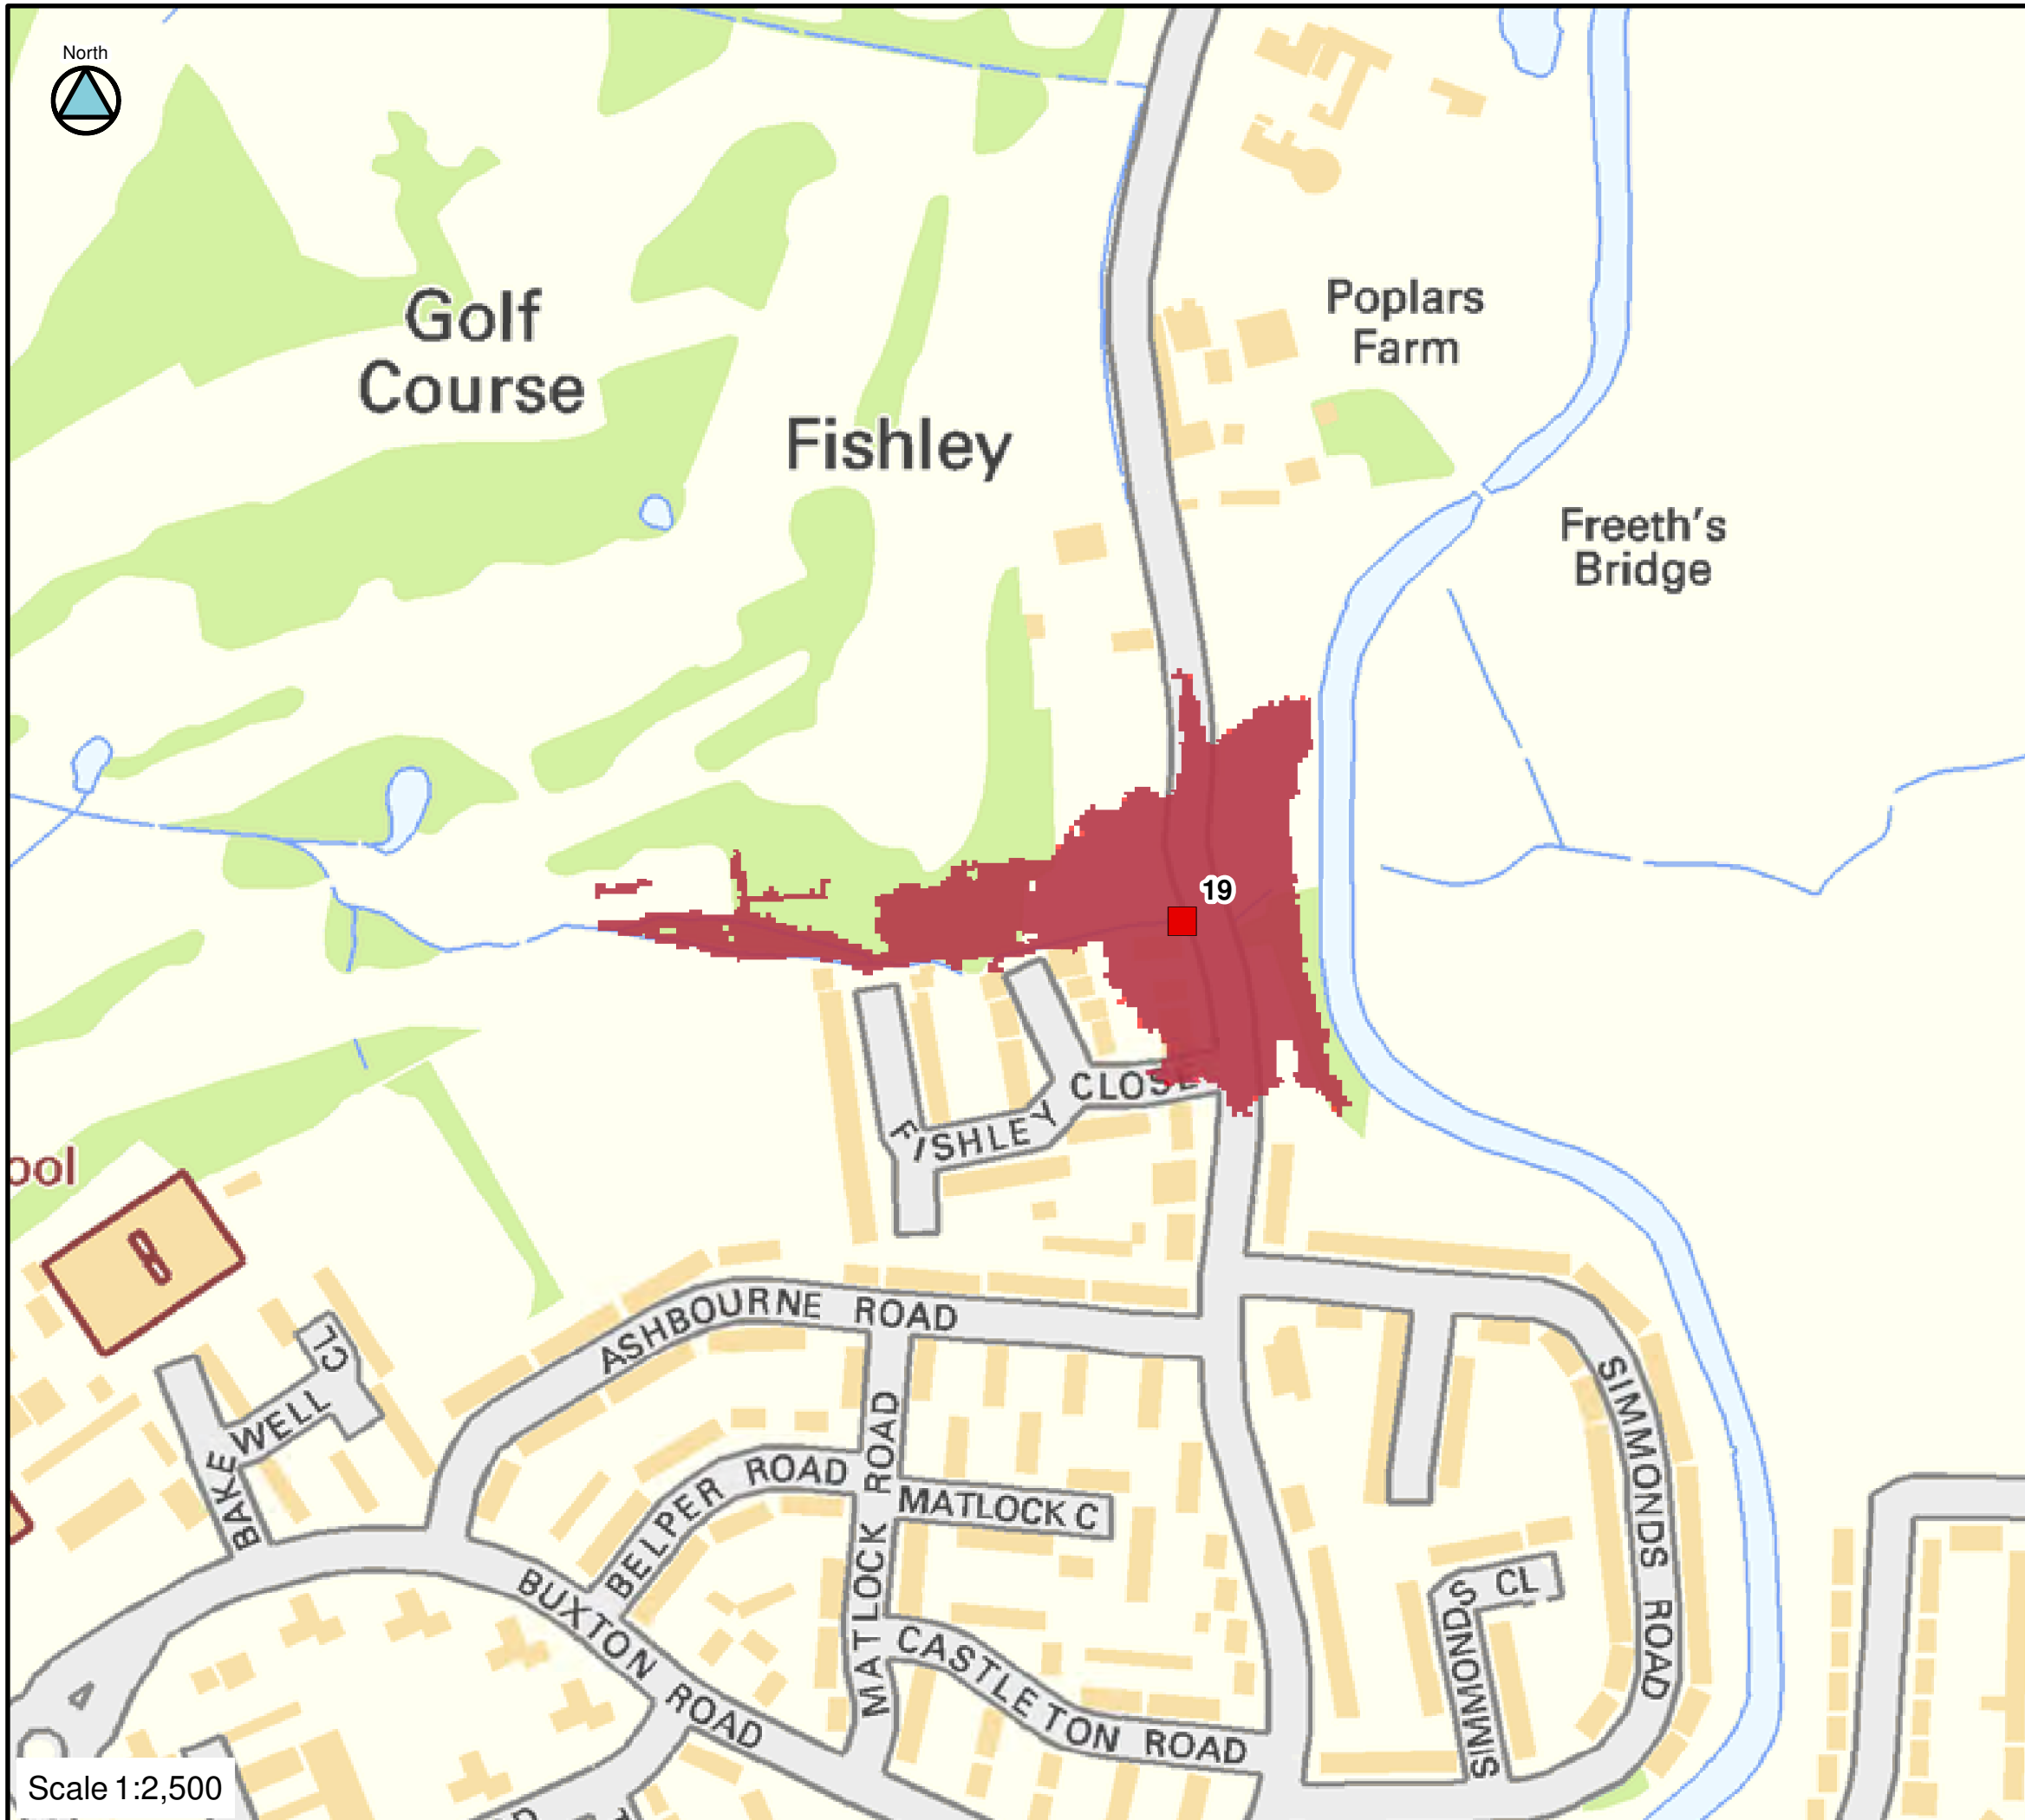 North
Golf
Course
Fishley
Poplars
Farm
Freeth's
Bridge
19
FISHLEY CLOSE
ool
ASHBOURNE ROAD
BAKEWELL CL
BELPER ROAD
MATLOCK ROAD
MATLOCK C
BUXTON ROAD
CASTLETON ROAD
SIMMONDS ROAD
SIMMONDS CL
Scale 1:2,500